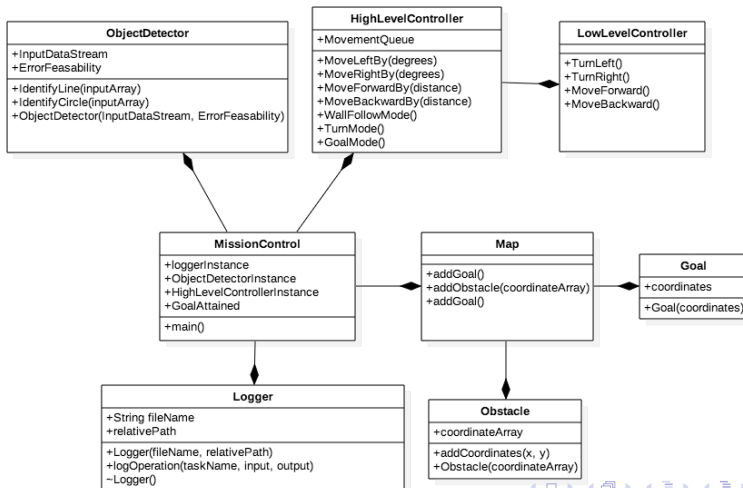 ObjectDetector
+InputDataStream
+ErrorFeasability
+IdentifyLine(inputArray)
+IdentifyCircle(inputArray)
+ObjectDetector(InputDataStream, ErrorFeasability)
HighLevelController
+MovementQueue
+MoveLeftBy(degrees)
+MoveRightBy(degrees)
+MoveForwardBy(distance)
+MoveBackwardBy(distance)
+WallFollowMode()
+TurnMode()
+GoalMode()
LowLevelController
+TurnLeft()
+TurnRight()
+MoveForward()
+MoveBackward()
MissionControl
+loggerInstance
+ObjectDetectorInstance
+HighLevelControllerInstance
+GoalAttained
+main()
Map
+addGoal()
+addObstacle(coordinateArray)
+addGoal()
Goal
+coordinates
+Goal(coordinates)
Logger
+String fileName
+relativePath
+Logger(fileName, relativePath)
+logOperation(taskName, input, output)
~Logger()
Obstacle
+coordinateArray
+addCoordinates(x, y)
+Obstacle(coordinateArray)